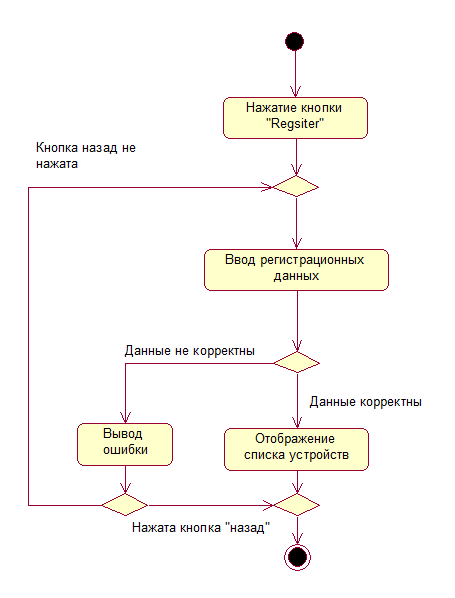 Нажатие кнопки
"Regsiter"
Кнопка назад не
нажата
Ввод регистрационных
данных
Данные не корректны
Данные корректны
Вывод
ошибки
Отображение
списка устройств
Нажата кнопка "назад"